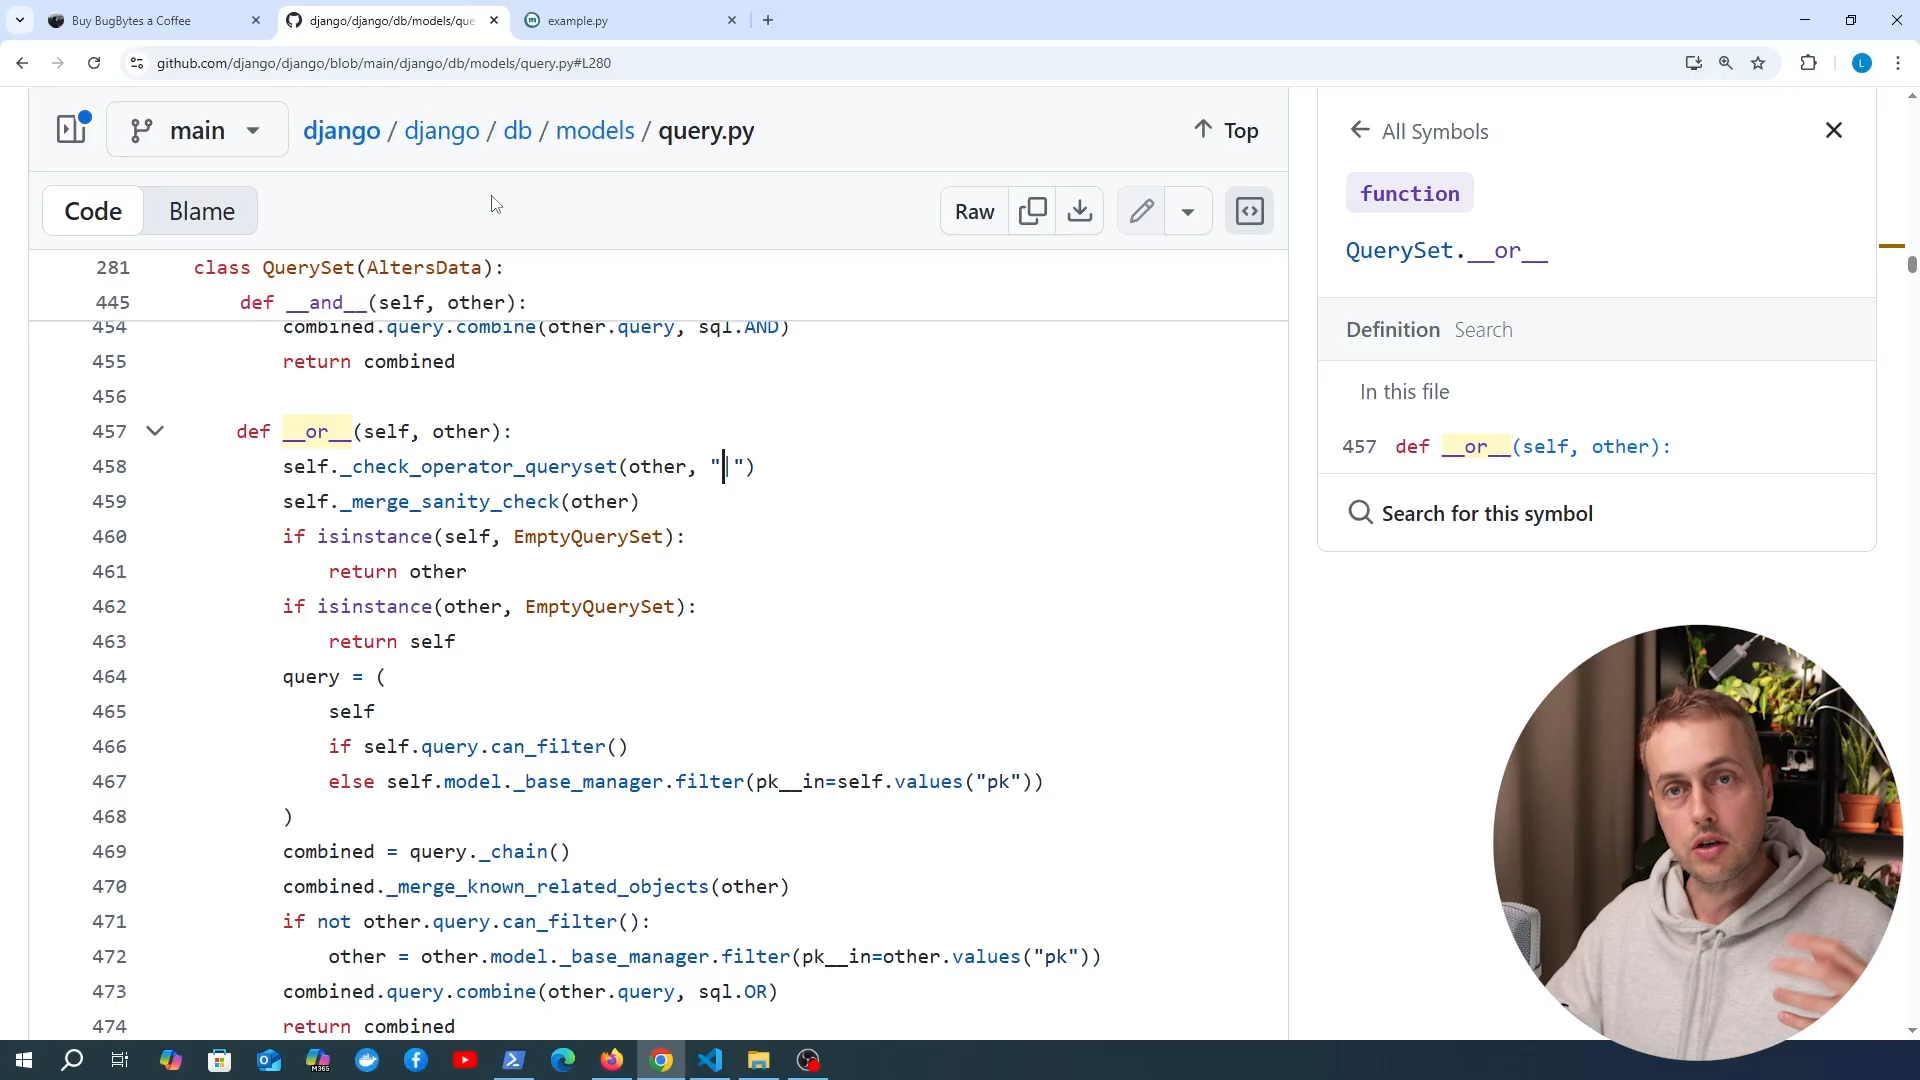 Buy BugBytes a Coffee
django/django/db/models/que
example.py
github.com/django/django/blob/main/django/db/models/query.py#L280
L
main
django / django / db / models / query.py
Top
Code
Blame
Raw
281 class QuerySet(AltersData):
445 def __and__(self, other):
454 combined.query.combine(other.query, sql.AND)
455 return combined
456
457 def __or__(self, other):
458 self._check_operator_queryset(other, "|")
459 self._merge_sanity_check(other)
460 if isinstance(self, EmptyQuerySet):
461 return other
462 if isinstance(other, EmptyQuerySet):
463 return self
464 query = (
465 self
466 if self.query.can_filter()
467 else self.model._base_manager.filter(pk__in=self.values("pk"))
468 )
469 combined = query._chain()
470 combined._merge_known_related_objects(other)
471 if not other.query.can_filter():
472 other = other.model._base_manager.filter(pk__in=other.values("pk"))
473 combined.query.combine(other.query, sql.OR)
474 return combined
All Symbols
function
QuerySet.__or__
Definition Search
In this file
457 def __or__(self, other):
Search for this symbol
M365